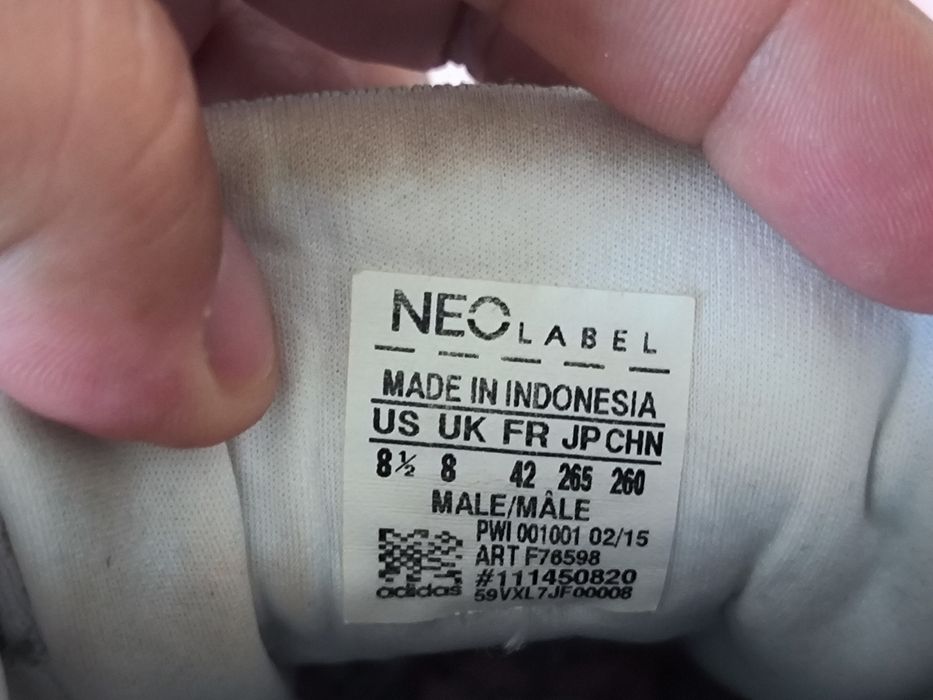 NEO LABEL
MADE IN INDONESIA
US UK FR JP CHN
8½ 8 42 265 260
MALE/MÂLE
PWI 001001 02/15
ART F76598
#111450820
adidas 59VXL7JF00008